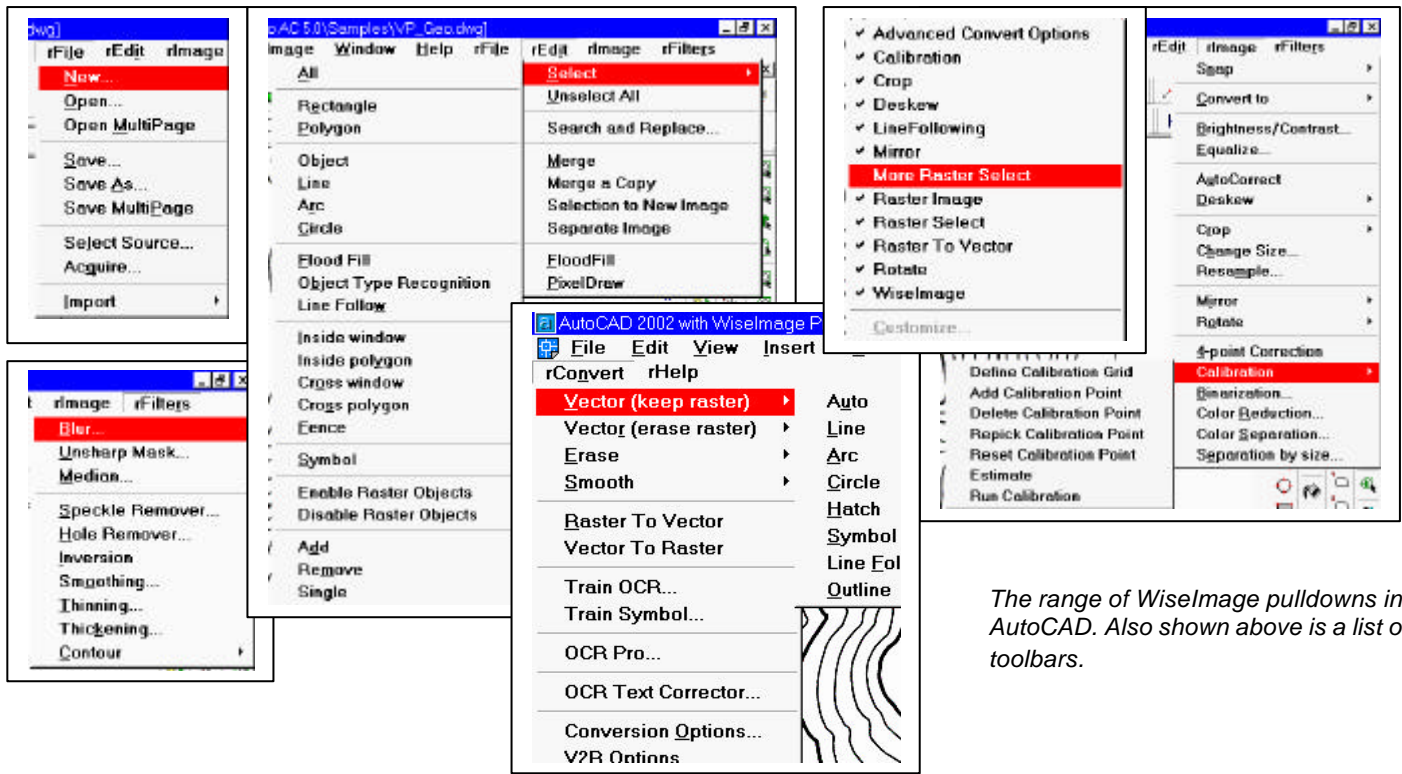 dwg]
rFile rEdit rImage
New...
Open...
Open MultiPage
Save...
Save As...
Save MultiPage
Select Source...
Acquire...
Import
AC 5.0\Samples\VP_Geo.dwg]
Image Window Help rFile rEdit rImage rFilters
All
Rectangle
Polygon
Object
Line
Arc
Circle
Flood Fill
Object Type Recognition
Line Follow
Inside window
Inside polygon
Cross window
Cross polygon
Fence
Symbol
Enable Raster Objects
Disable Raster Objects
Add
Remove
Single
Select
Unselect All
Search and Replace...
Merge
Merge a Copy
Selection to New Image
Separate Image
FloodFill
PixelDraw
Advanced Convert Options
Calibration
Crop
Deskew
LineFollowing
Mirror
More Raster Select
Raster Image
Raster Select
Raster To Vector
Rotate
WiseImage
Customize...
rEdit rImage rFilters
Snap
Convert to
Brightness/Contrast...
Equalize...
AutoCorrect
Deskew
Crop
Change Size...
Resample...
Mirror
Rotate
4-point Correction
Calibration
Binarization...
Color Reduction...
Color Separation...
Separation by size...
Define Calibration Grid
Add Calibration Point
Delete Calibration Point
Repick Calibration Point
Reset Calibration Point
Estimate
Run Calibration
rImage rFilters
Blur...
Unsharp Mask...
Median...
Speckle Remover...
Hole Remover...
Inversion
Smoothing...
Thinning...
Thickening...
Contour
AutoCAD 2002 with WiseImage P
File Edit View Insert
rConvert rHelp
Vector (keep raster)
Vector (erase raster)
Erase
Smooth
Raster To Vector
Vector To Raster
Train OCR...
Train Symbol...
OCR Pro...
OCR Text Corrector...
Conversion Options...
V2R Options
Auto
Line
Arc
Circle
Hatch
Symbol
Line Fol
Outline
The range of WiseImage pulldowns in
AutoCAD. Also shown above is a list o
toolbars.